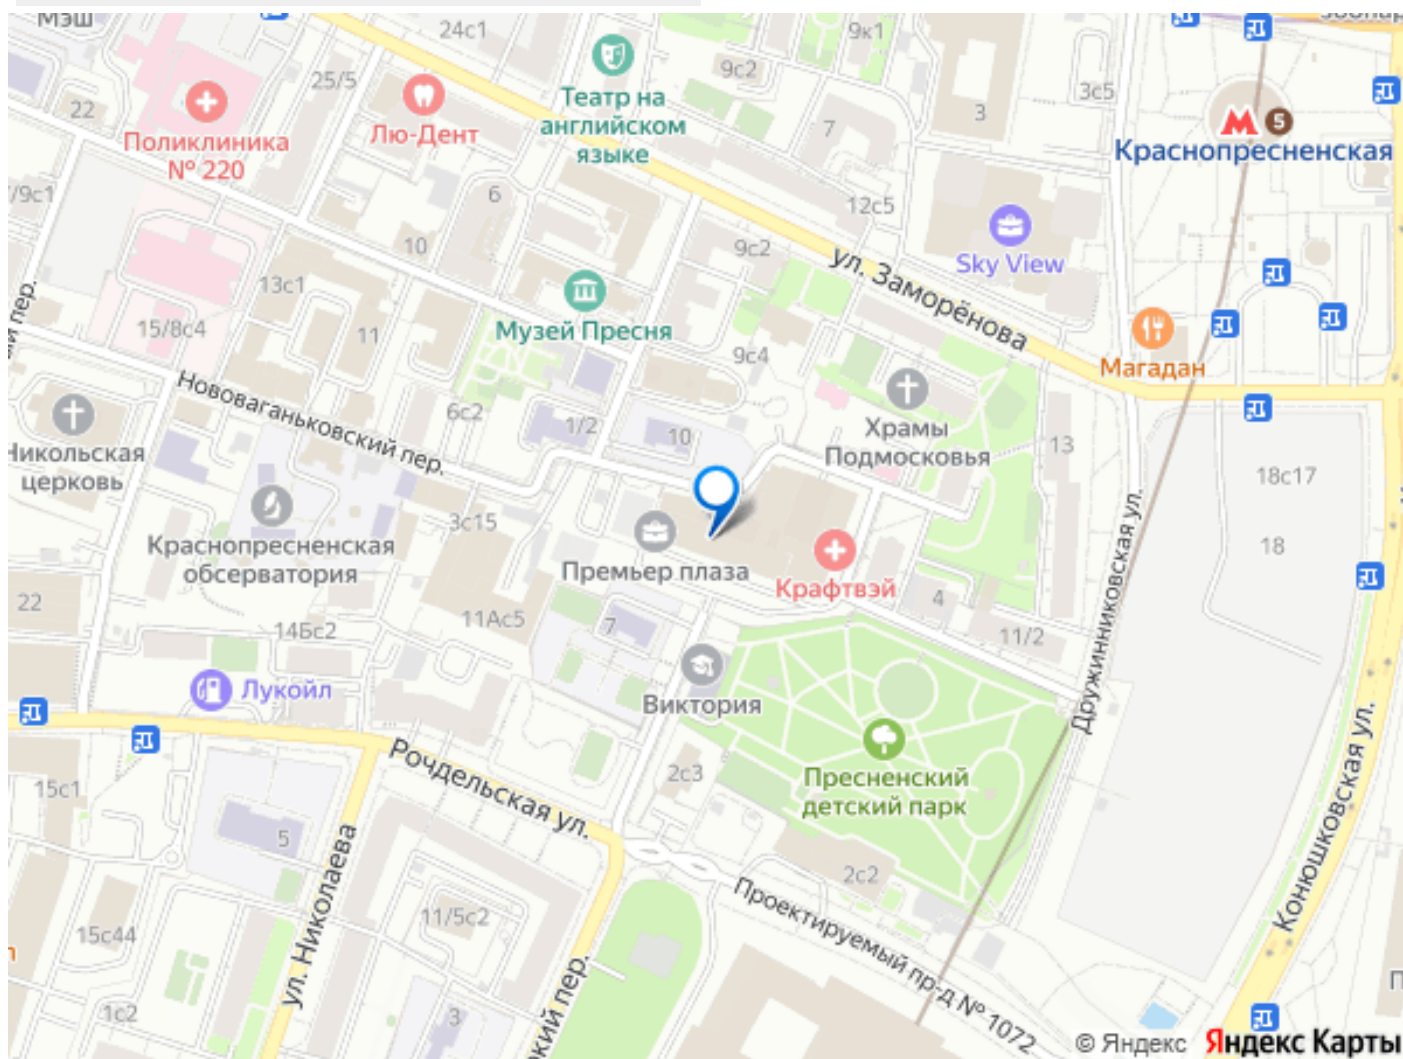 МЭШ
24с1
9к1
9с2
25/5
22
Поликлиника
№ 220
Лю-Дент
Театр на
английском
языке
7
3
3с5
5
Краснопресненская
/9с1
6
10
12с5
9с2
Sky View
ул. Заморёнова
13с1
Музей Пресня
15/8с4
11
9с4
Магадан
Нововаганьковский пер.
6с2
1/2
10
Храмы
Подмосковья
13
Никольская
церковь
18с17
18
3с15
Краснопресненская
обсерватория
Премьер плаза
Крафтвэй
22
14Бс2
11Ас5
7
4
11/2
Дружинниковская ул.
Лукойл
Виктория
Рочдельская ул.
2с3
Пресненский
детский парк
15с1
5
ул. Николаева
2с2
Конюшковская ул.
11/5с2
Проектируемый пр-д № 1072
15с44
1с2
3
© Яндекс Яндекс Карты